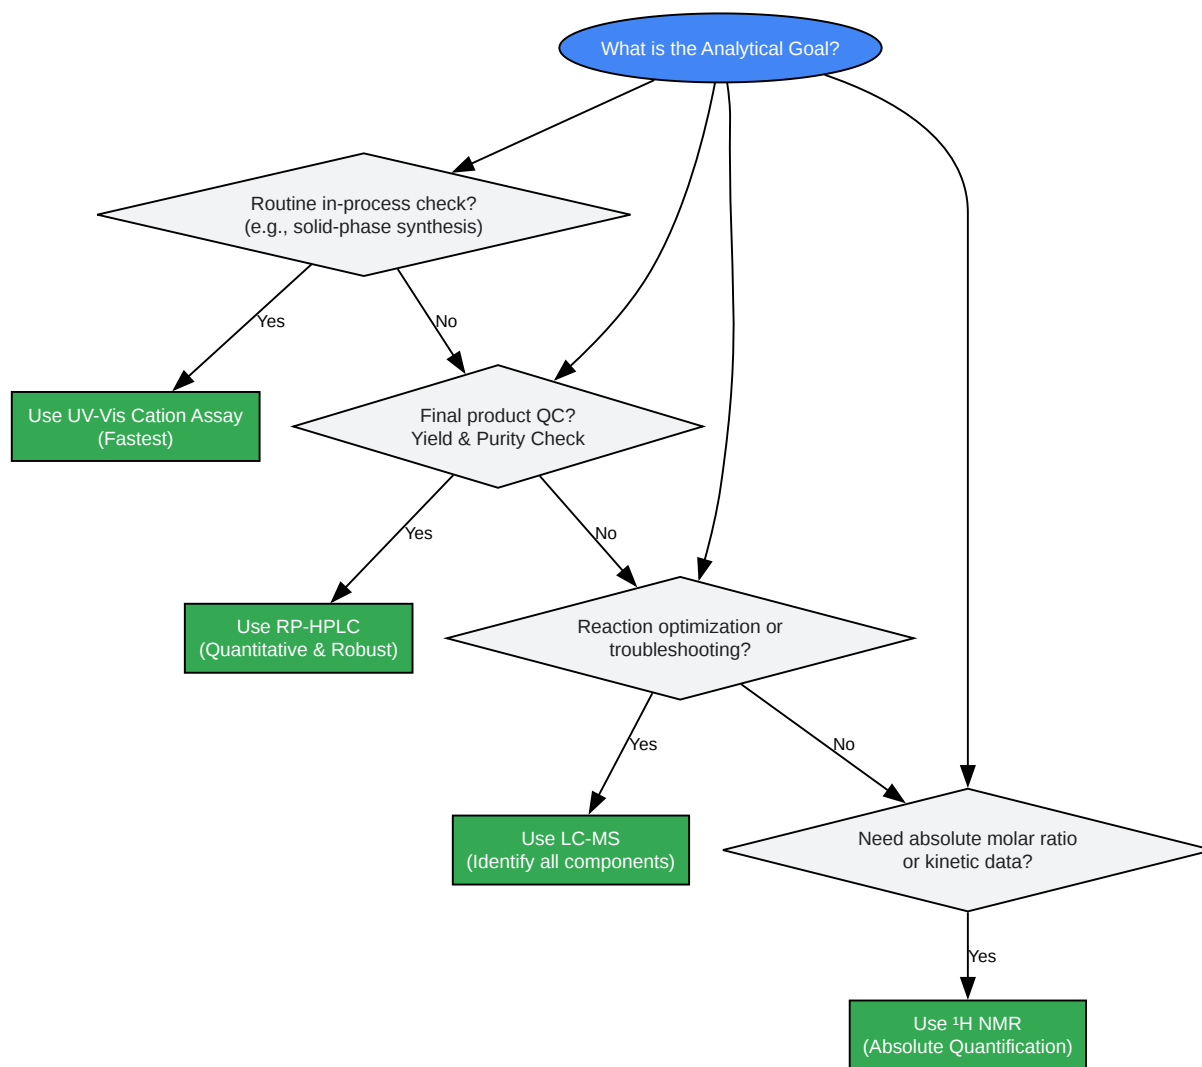 What is the Analytical Goal?
Routine in-process check?
(e.g., solid-phase synthesis)
Yes
No
Use UV-Vis Cation Assay
(Fastest)
Final product QC?
Yield & Purity Check
Yes
No
Use RP-HPLC
(Quantitative & Robust)
Reaction optimization or
troubleshooting?
Yes
No
Use LC-MS
(Identify all components)
Need absolute molar ratio
or kinetic data?
Yes
Use ¹H NMR
(Absolute Quantification)